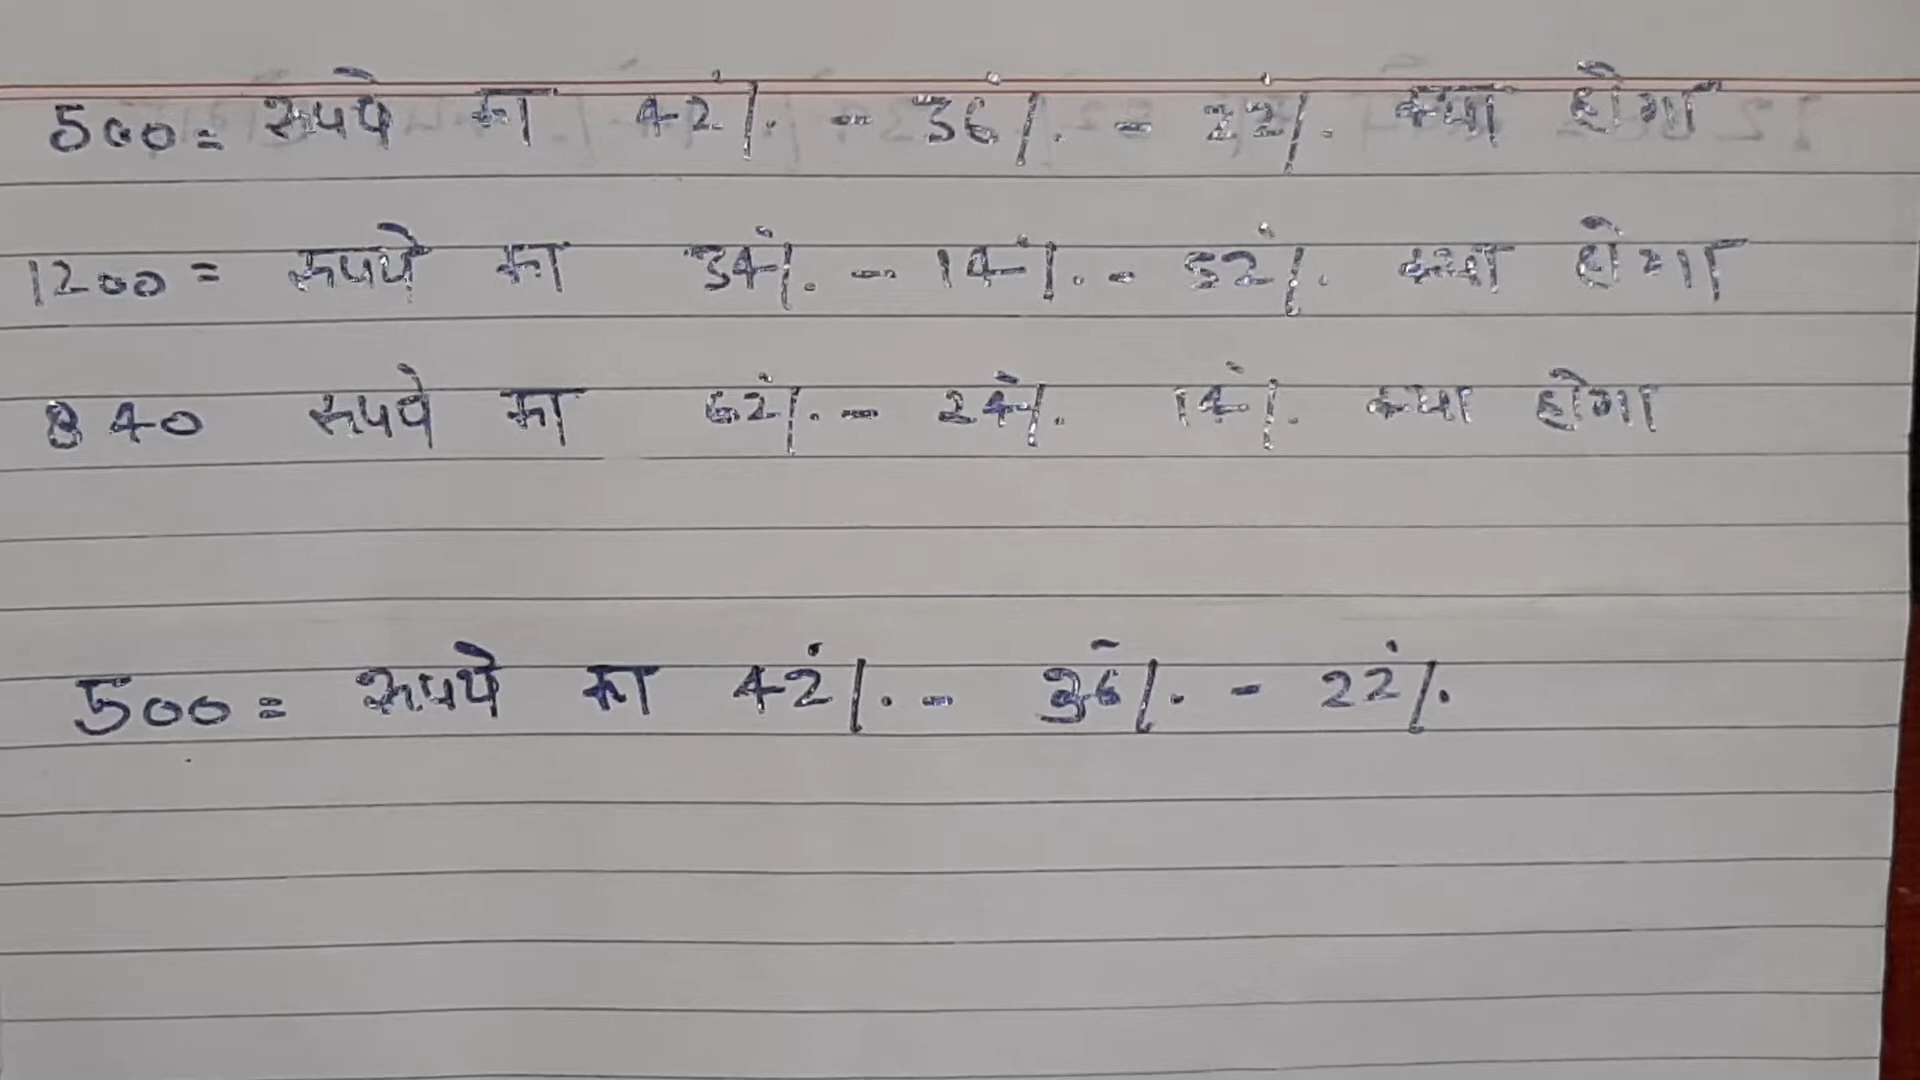 500= रुपये का 42%. - 36%. - 22%. क्या होगा
1200= रुपये का 34%. - 14%. - 52%. क्या होगा
840 रुपये का 62%. - 24%. 14%. क्या होगा
500= रुपये का 42%. - 36%. - 22%.